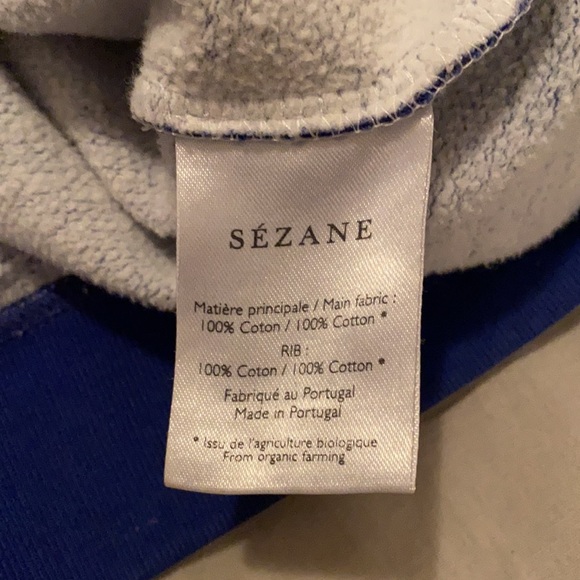 SÉZANE
Matière principale / Main fabric :
100% Coton / 100% Cotton *
RIB :
100% Coton / 100% Cotton *
Fabriqué au Portugal
Made in Portugal
* Issu de l'agriculture biologique
From organic farming